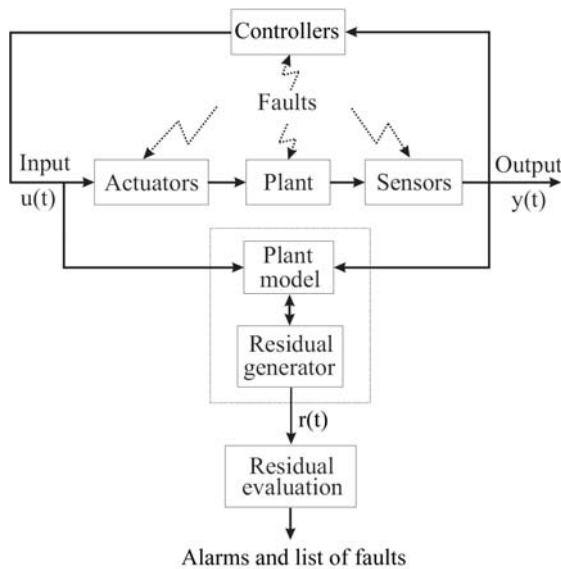 Controllers
Faults
Input
u(t)
Actuators
Plant
Sensors
Output
y(t)
Plant
model
Residual
generator
r(t)
Residual
evaluation
Alarms and list of faults